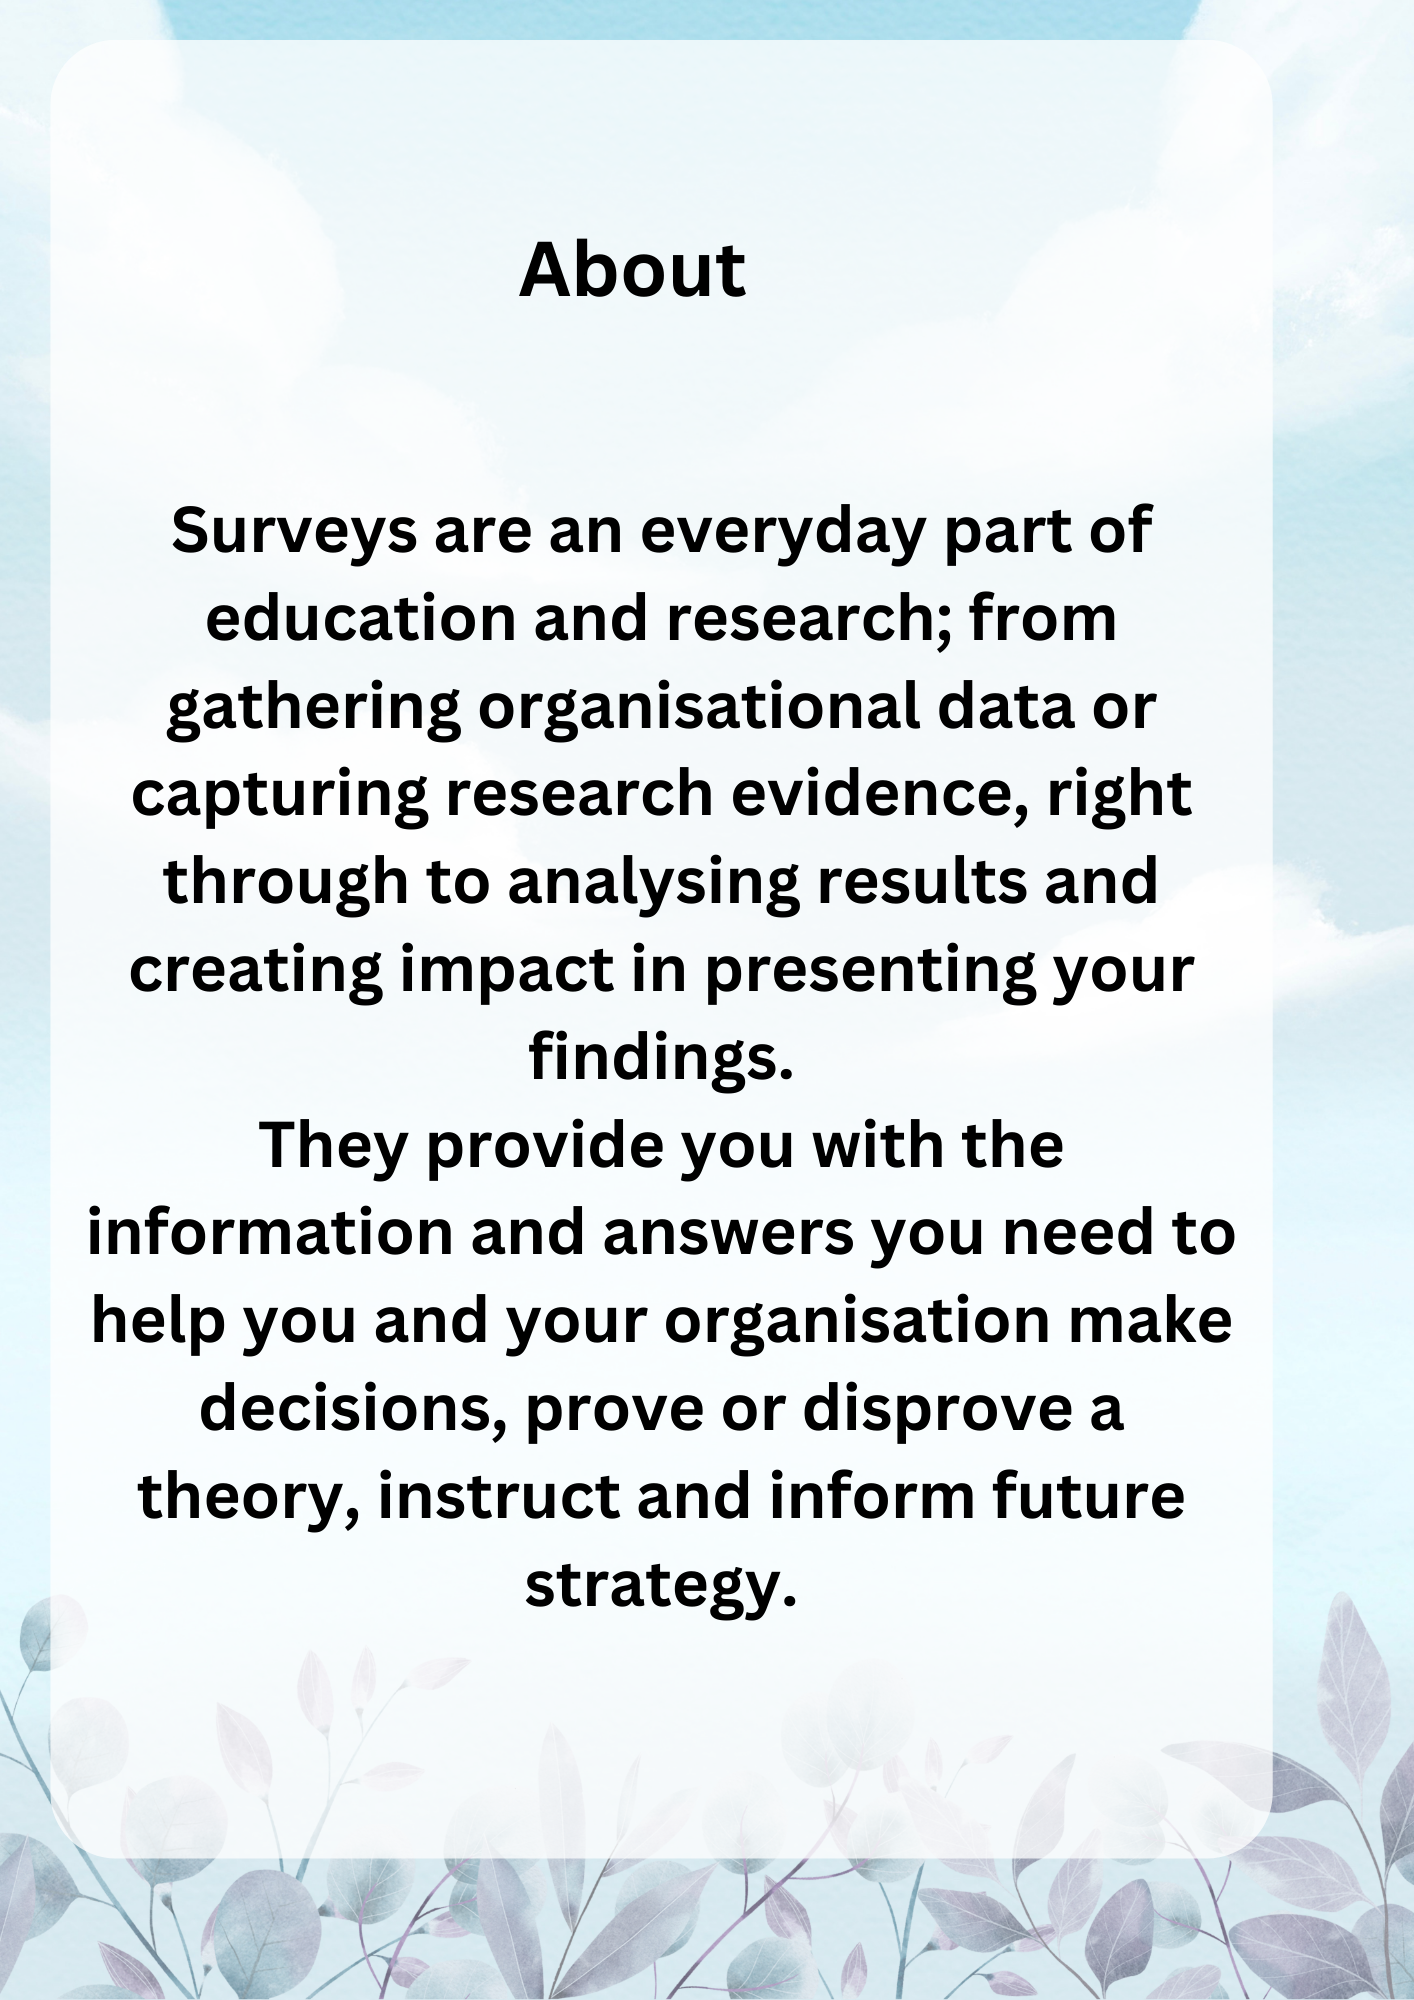 About
Surveys are an everyday part of
education and research; from
gathering organisational data or
capturing research evidence, right
through to analysing results and
creating impact in presenting your
findings.
They provide you with the
information and answers you need to
help you and your organisation make
decisions, prove or disprove a
theory, instruct and inform future
strategy.